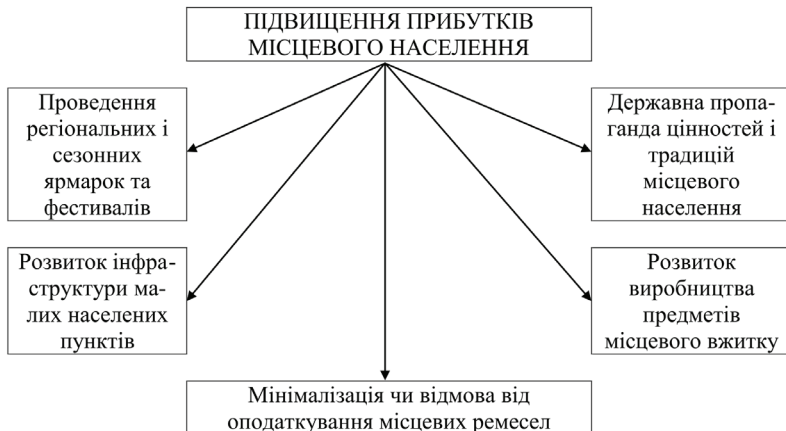 ПІДВИЩЕННЯ ПРИБУТКІВ
МІСЦЕВОГО НАСЕЛЕННЯ
Проведення
регіональних і
сезонних
ярмарок та
фестивалів
Державна пропа-
ганда цінностей і
традицій
місцевого
населення
Розвиток інфра-
структури ма-
лих населених
пунктів
Розвиток
виробництва
предметів
місцевого вжитку
Мінімалізація чи відмова від
оподаткування місцевих ремесел